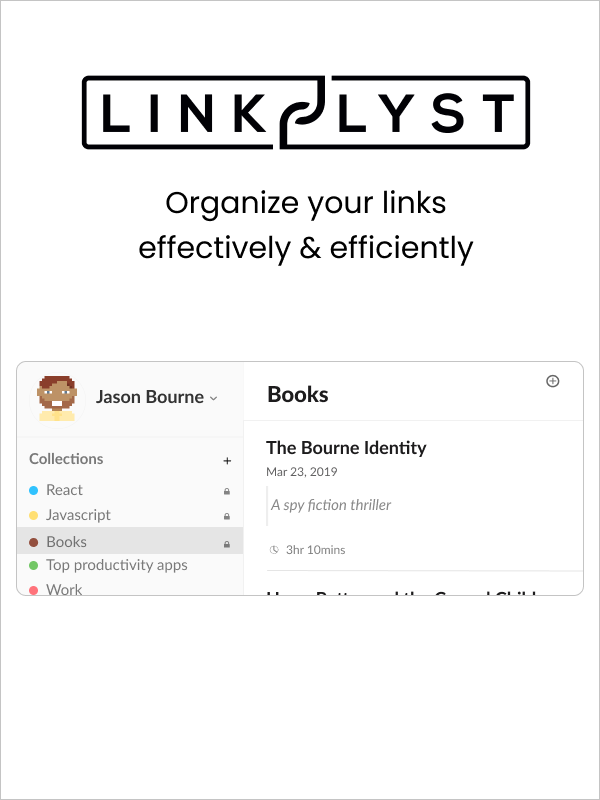 LINK LYST
Organize your links
effectively & efficiently
Jason Bourne
Collections
+
React
Javascript
Books
Top productivity apps
Work
Books
The Bourne Identity
Mar 23, 2019
A spy fiction thriller
3hr 10mins